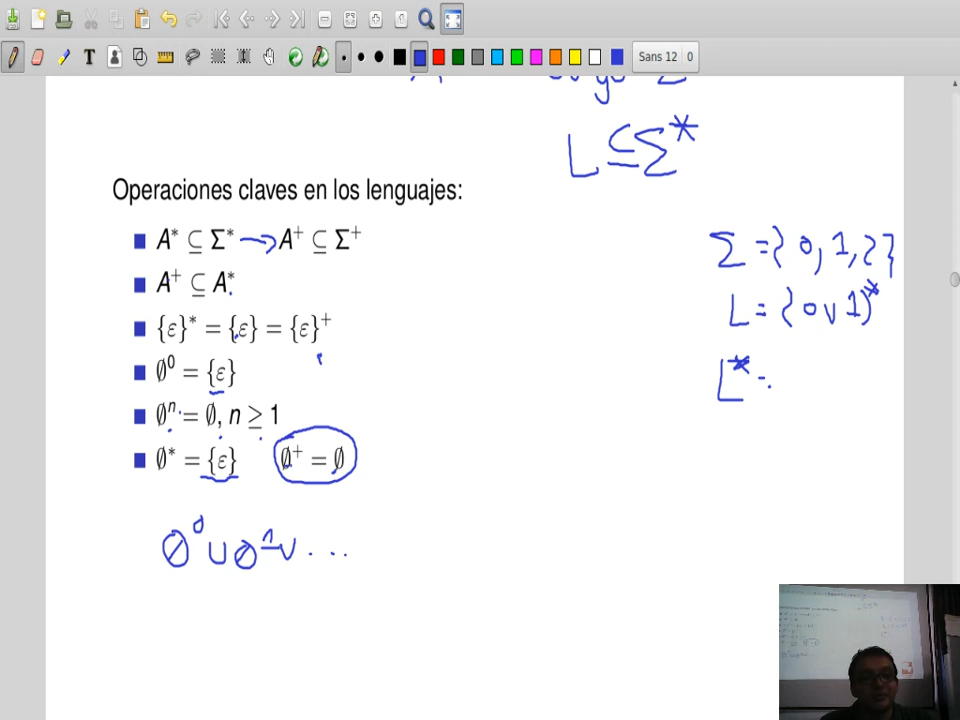 Sans 12 0
L ⊆ Σ*
Operaciones claves en los lenguajes:
A* ⊆ Σ* → A⁺ ⊆ Σ⁺
A⁺ ⊆ A*
{ε}* = {ε} = {ε}⁺
∅⁰ = {ε}
∅ⁿ = ∅, n ≥ 1
∅* = {ε} ∅⁺ = ∅
Σ = {0, 1, 2}
L = {0 ∪ 1)*
L* =
∅⁰ ∪ ∅¹ ∪ ...